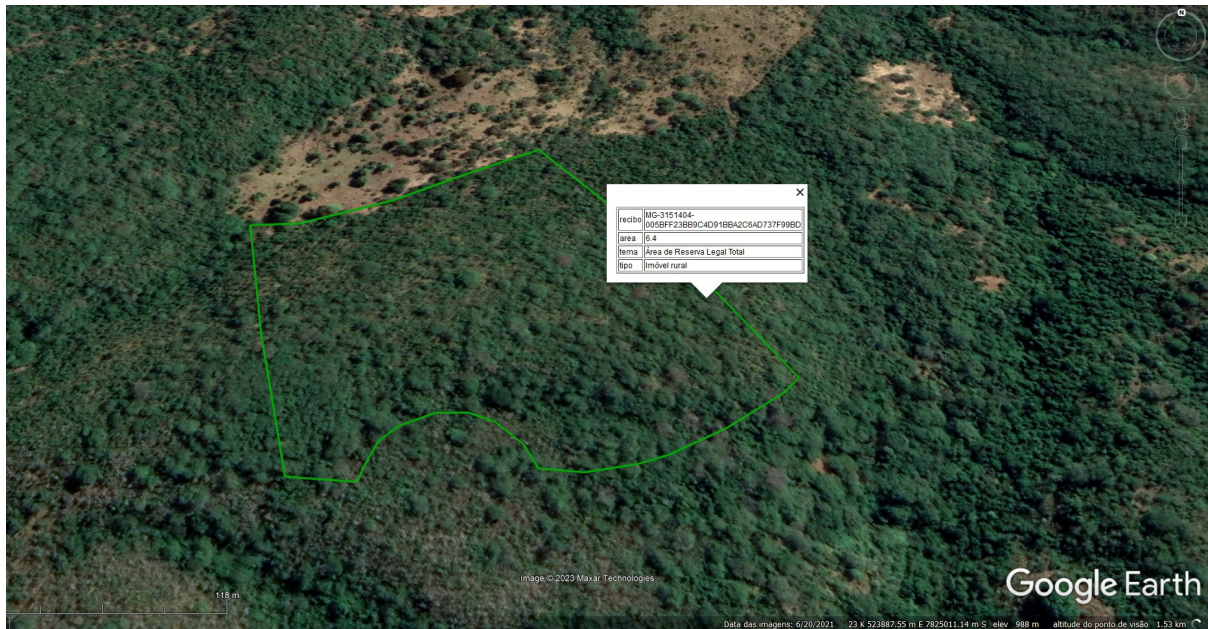 N
×
recibo MG-3151404-
005BFF23BB9C4D91BBA2C6AD737F99BD
area 6.4
tema Área de Reserva Legal Total
tipo Imóvel rural
Image © 2023 Maxar Technologies
118 m
Google Earth
Data das imagens: 6/20/2021 23 K 523887.55 m E 7825011.14 m S elev 988 m altitude do ponto de visão 1.53 km